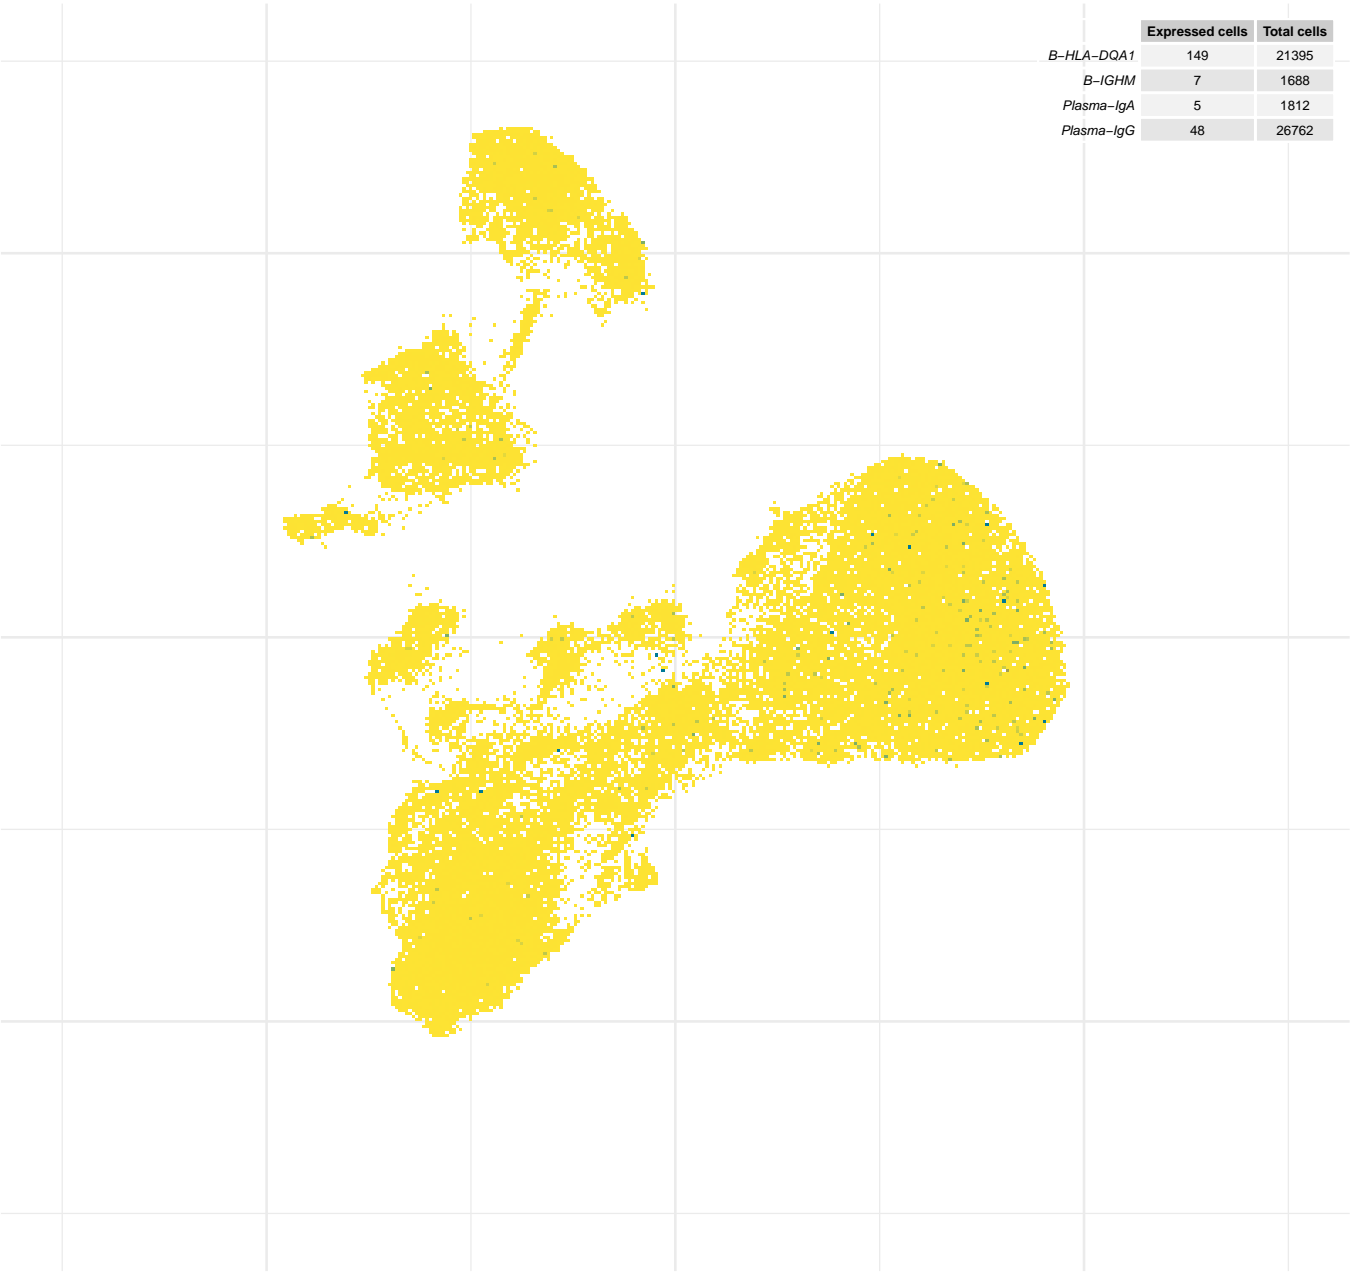 Expressed cells Total cells
B−HLA−DQA1 149 21395
B−IGHM 7 1688
Plasma−IgA 5 1812
Plasma−IgG 48 26762